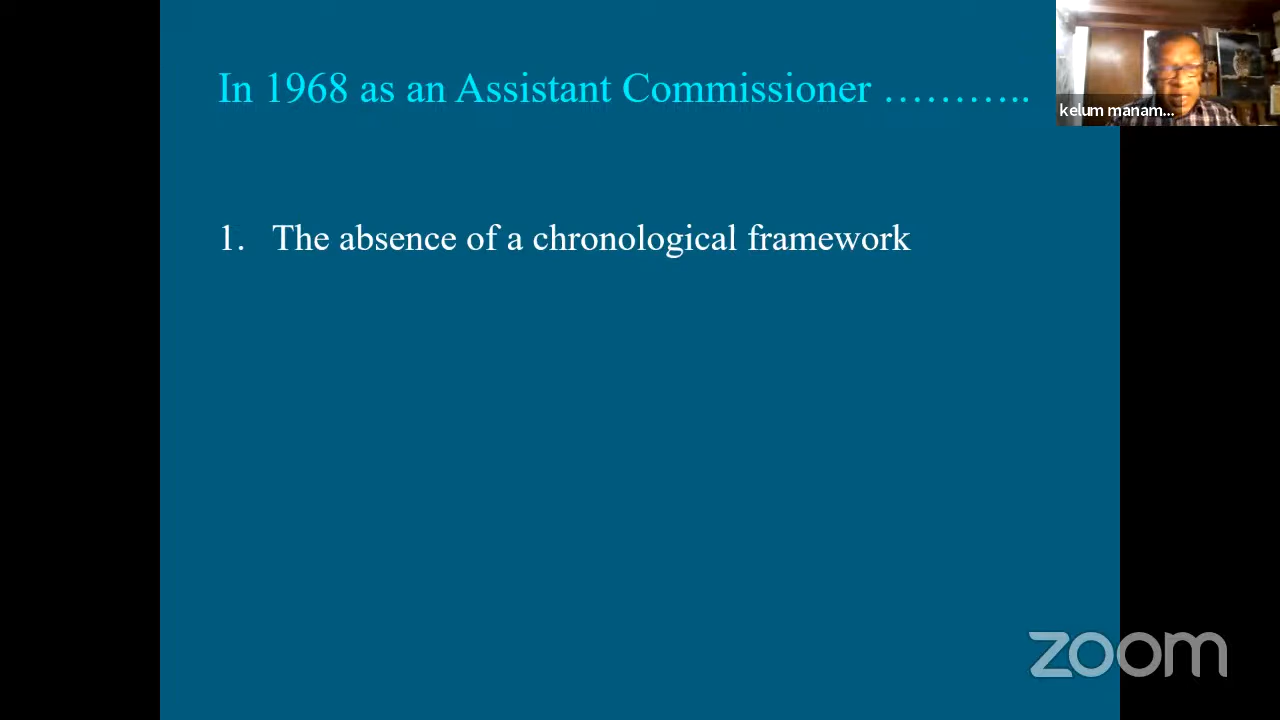 In 1968 as an Assistant Commissioner ………..
kelum manam...
1. The absence of a chronological framework
zoom